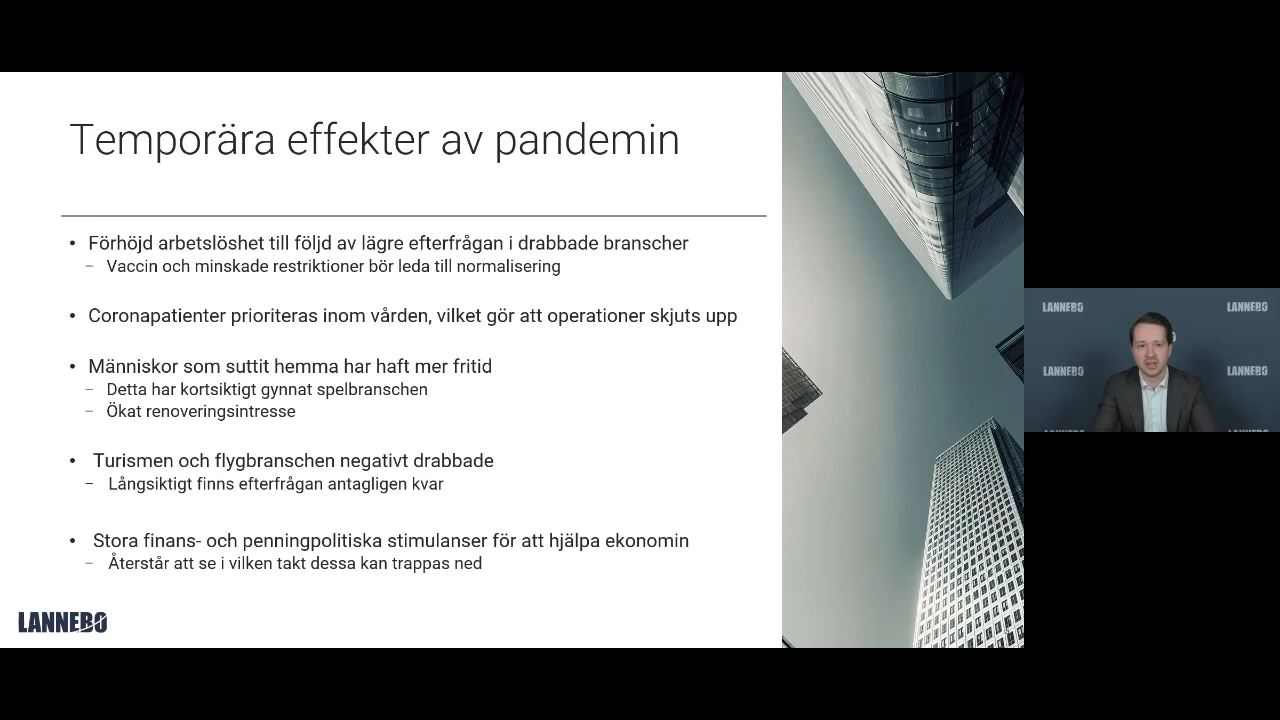 Temporära effekter av pandemin
• Förhöjd arbetslöshet till följd av lägre efterfrågan i drabbade branscher
– Vaccin och minskade restriktioner bör leda till normalisering
• Coronapatienter prioriteras inom vården, vilket gör att operationer skjuts upp
• Människor som suttit hemma har haft mer fritid
– Detta har kortsiktigt gynnat spelbranschen
– Ökat renoveringsintresse
• Turismen och flygbranschen negativt drabbade
– Långsiktigt finns efterfrågan antagligen kvar
• Stora finans- och penningpolitiska stimulanser för att hjälpa ekonomin
– Återstår att se i vilken takt dessa kan trappas ned
LANNEBO
LANNEBO LANNEBO
LANNEBO LANNEBO